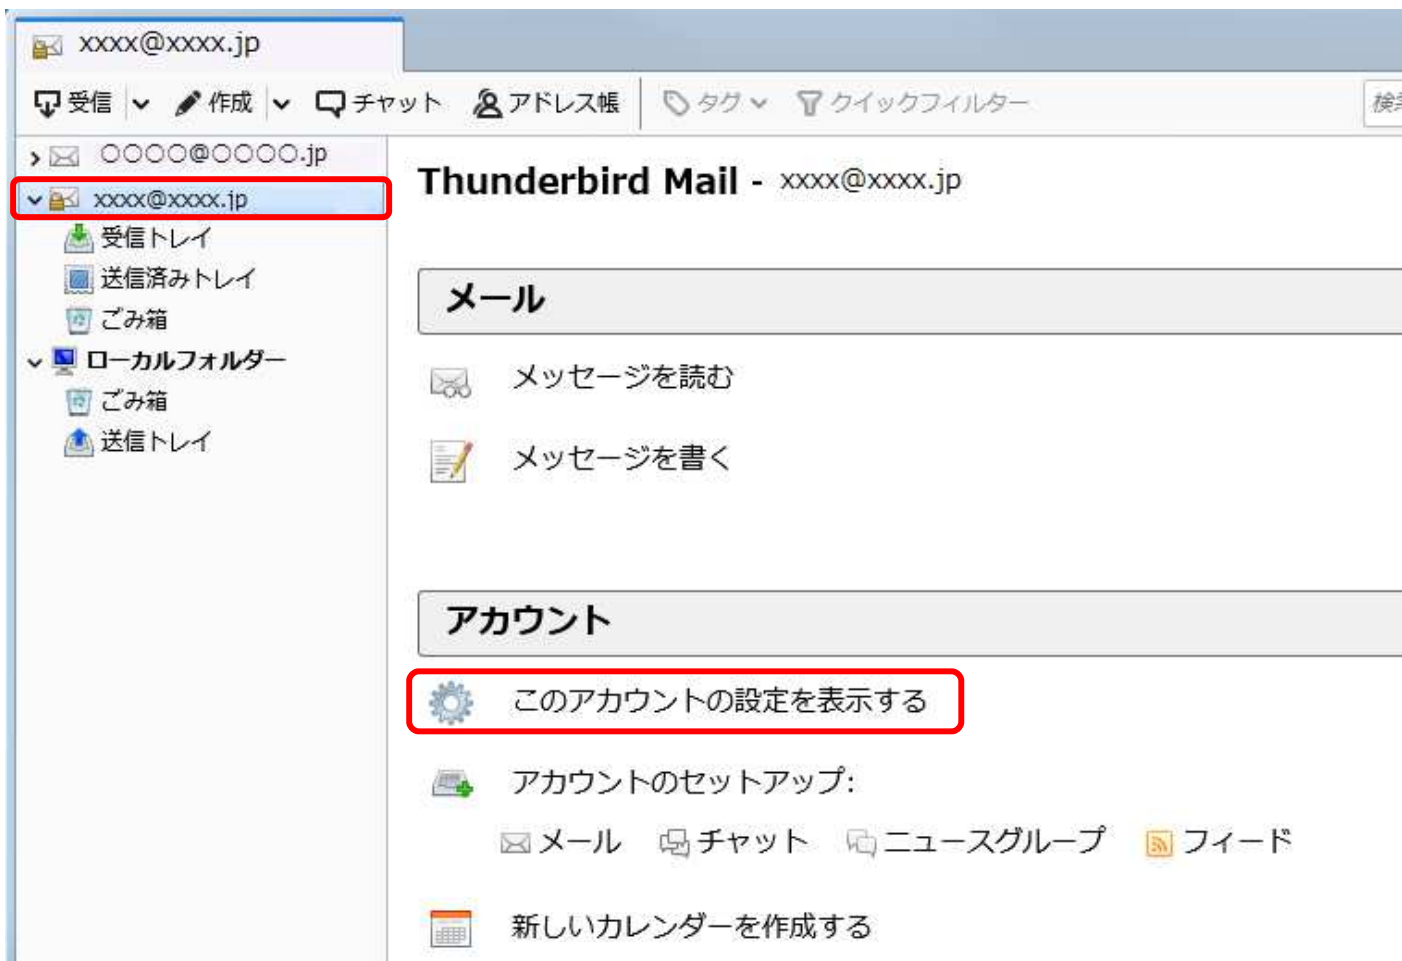 xxxx@xxxx.jp
受信 作成 チャット アドレス帳 タグ クイックフィルター
〇〇〇〇@〇〇〇〇.jp
xxxx@xxxx.jp
受信トレイ
送信済みトレイ
ごみ箱
ローカルフォルダー
ごみ箱
送信トレイ
Thunderbird Mail - xxxx@xxxx.jp
メール
メッセージを読む
メッセージを書く
アカウント
このアカウントの設定を表示する
アカウントのセットアップ:
メール チャット ニュースグループ フィード
新しいカレンダーを作成する